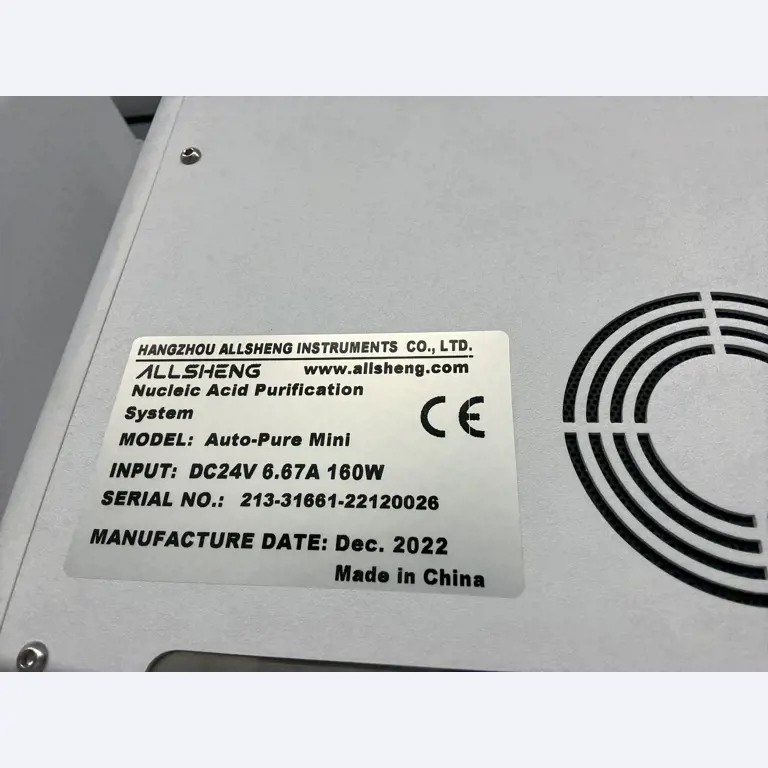 HANGZHOU ALLSHENG INSTRUMENTS CO., LTD.
ALLSHENG www.allsheng.com
Nucleic Acid Purification
System
CE
MODEL: Auto-Pure Mini
INPUT: DC24V 6.67A 160W
SERIAL NO.: 213-31661-22120026
MANUFACTURE DATE: Dec. 2022
Made in China